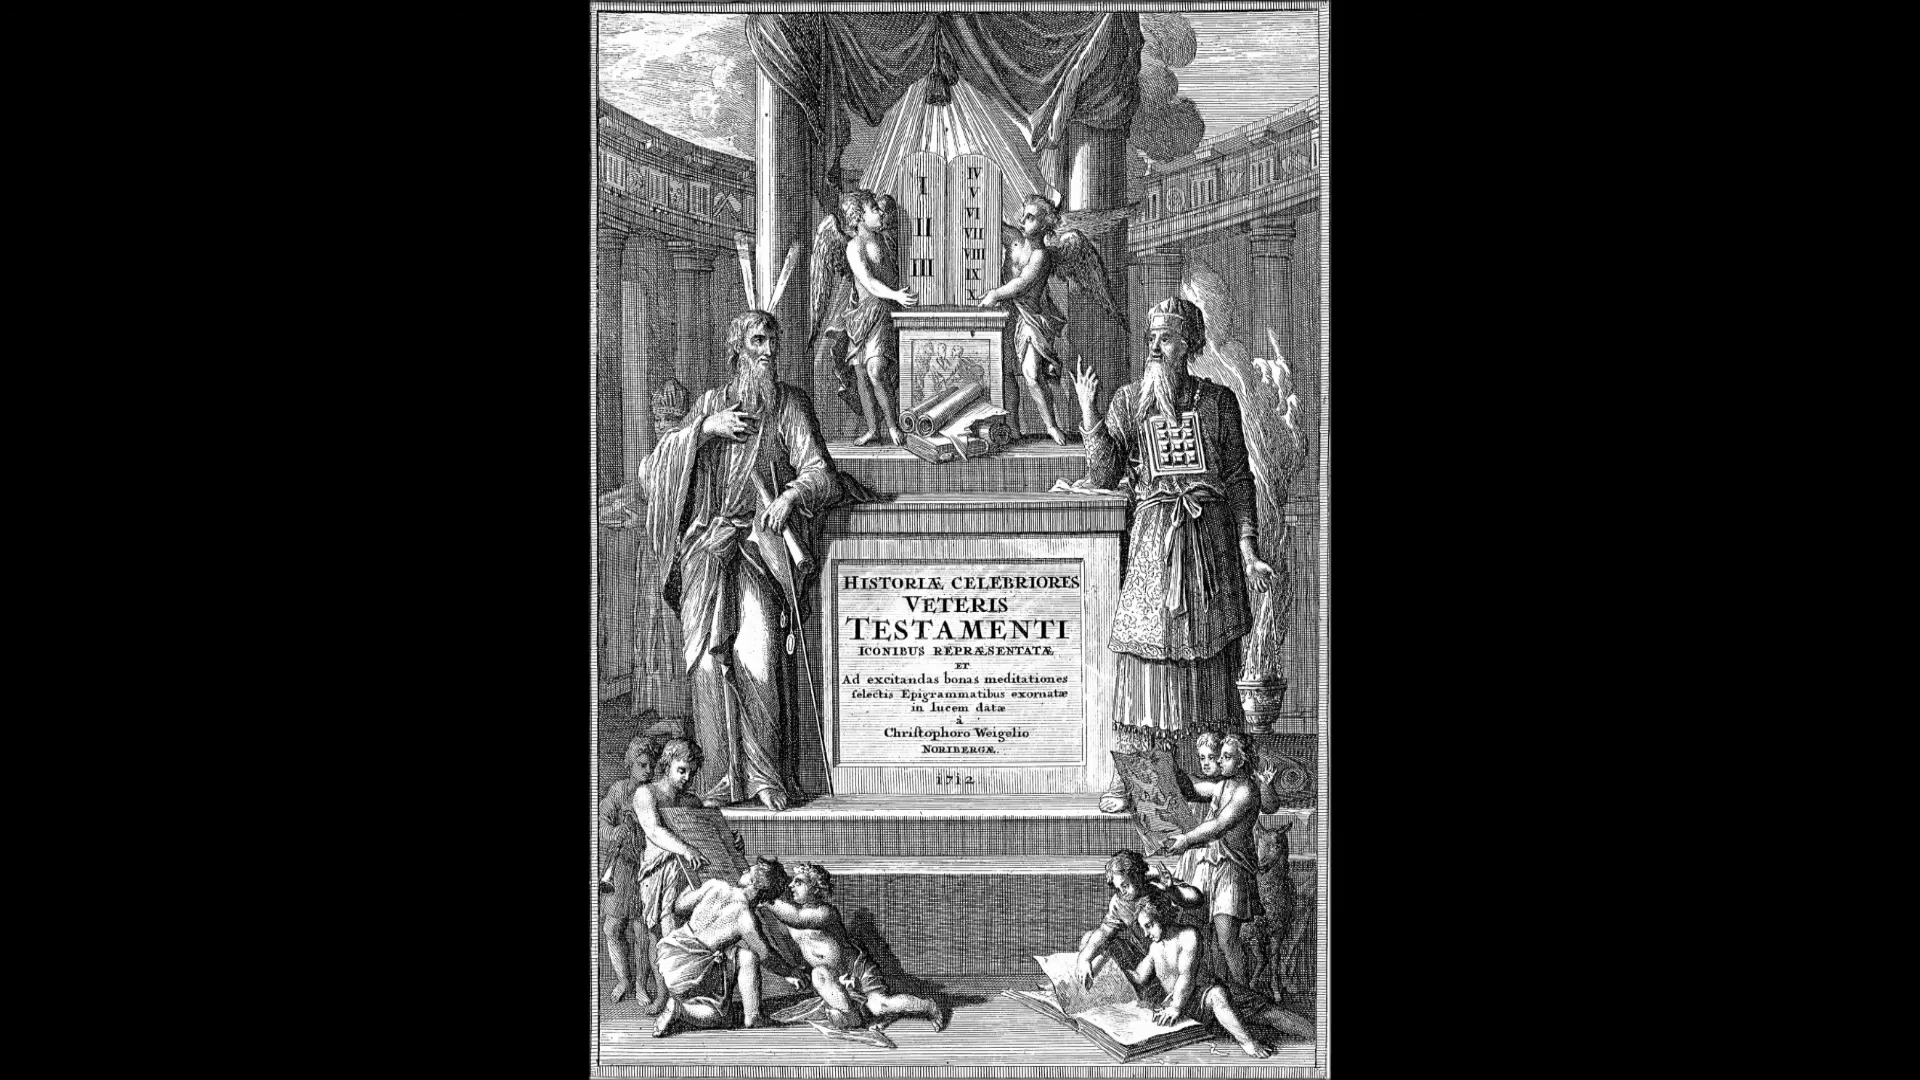 I
II
III
IV
V
VI
VII
VIII
IX
X
HISTORIÆ CELEBRIORES
VETERIS
TESTAMENTI
ICONIBUS REPRÆSENTATÆ
ET
Ad excitandas bonas meditationes
ſelectis Epigrammatibus exornatæ
in lucem datæ
à
Chriſtophoro Weigelio
NORIBERGÆ.
1712